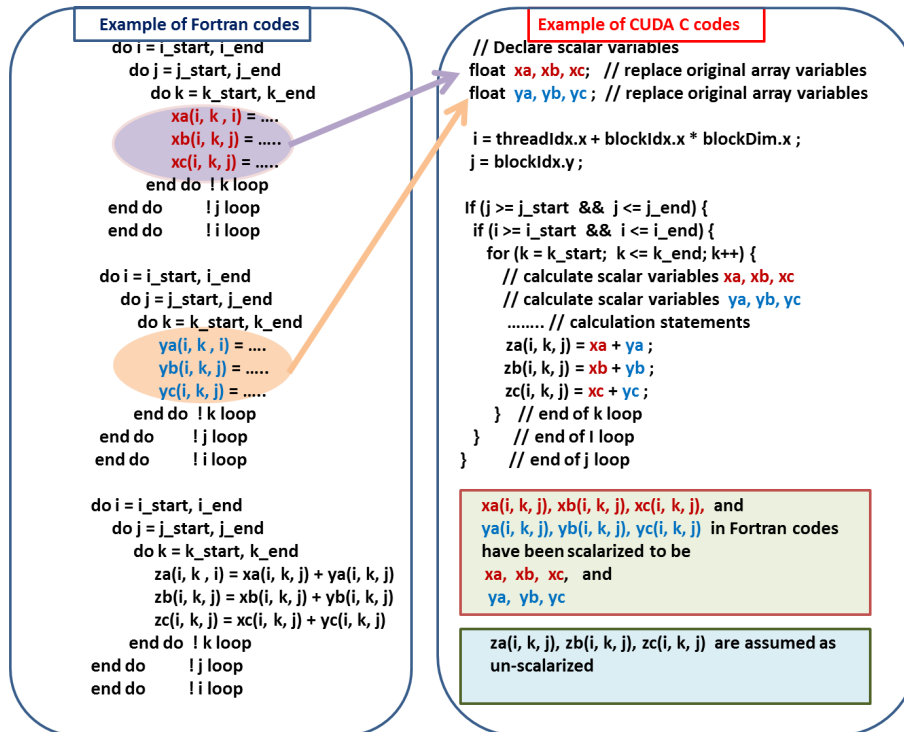 Example of Fortran codes
do i = i_start, i_end
do j = j_start, j_end
do k = k_start, k_end
xa(i, k , i) = ....
xb(i, k, j) = .....
xc(i, k, j) = .....
end do ! k loop
end do ! j loop
end do ! i loop
do i = i_start, i_end
do j = j_start, j_end
do k = k_start, k_end
ya(i, k , i) = ....
yb(i, k, j) = .....
yc(i, k, j) = .....
end do ! k loop
end do ! j loop
end do ! i loop
do i = i_start, i_end
do j = j_start, j_end
do k = k_start, k_end
za(i, k , i) = xa(i, k, j) + ya(i, k, j)
zb(i, k, j) = xb(i, k, j) + yb(i, k, j)
zc(i, k, j) = xc(i, k, j) + yc(i, k, j)
end do ! k loop
end do ! j loop
end do ! i loop
Example of CUDA C codes
// Declare scalar variables
float xa, xb, xc; // replace original array variables
float ya, yb, yc ; // replace original array variables
i = threadIdx.x + blockIdx.x * blockDim.x ;
j = blockIdx.y ;
If (j >= j_start && j <= j_end) {
if (i >= i_start && i <= i_end) {
for (k = k_start; k <= k_end; k++) {
// calculate scalar variables xa, xb, xc
// calculate scalar variables ya, yb, yc
........ // calculation statements
za(i, k, j) = xa + ya ;
zb(i, k, j) = xb + yb ;
zc(i, k, j) = xc + yc ;
} // end of k loop
} // end of I loop
} // end of j loop
xa(i, k, j), xb(i, k, j), xc(i, k, j), and
ya(i, k, j), yb(i, k, j), yc(i, k, j) in Fortran codes
have been scalarized to be
xa, xb, xc, and
ya, yb, yc
za(i, k, j), zb(i, k, j), zc(i, k, j) are assumed as
un-scalarized